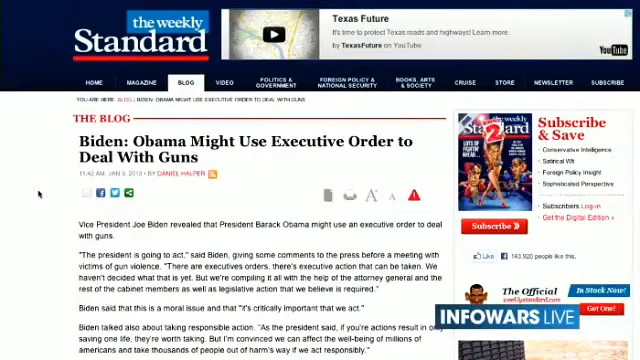 the weekly
Standard
Texas Future
It's time to protect Texas roads and highways! Learn more.
by TexasFuture on YouTube
YouTube
HOME
MAGAZINE
BLOG
VIDEO
POLITICS & GOVERNMENT
FOREIGN POLICY & NATIONAL SECURITY
BOOKS, ARTS & SOCIETY
CRUISE
STORE
NEWSLETTER
SUBSCRIBE
YOU ARE HERE: BLOG / BIDEN: OBAMA MIGHT USE EXECUTIVE ORDER TO DEAL WITH GUNS
THE BLOG
Biden: Obama Might Use Executive Order to
Deal With Guns
11:42 AM, JAN 9, 2013 • BY DANIEL HALPER
A A
Vice President Joe Biden revealed that President Barack Obama might use an executive order to deal
with guns.
"The president is going to act," said Biden, giving some comments to the press before a meeting with
victims of gun violence. "There are executives orders, there's executive action that can be taken. We
haven't decided what that is yet. But we're compiling it all with the help of the attorney general and the
rest of the cabinet members as well as legislative action that we believe is required."
Biden said that this is a moral issue and that "it's critically important that we act."
Biden talked also about taking responsible action. "As the president said, if you're actions result in only
saving one life, they're worth taking. But I'm convinced we can affect the well-being of millions of
americans and take thousands of people out of harm's way if we act responsibly."
the weekly
Standard
2
Subscribe
& Save
• Conservative Intelligence
• Satirical Wit
• Foreign Policy Insight
• Sophisticated Perspective
• Subscribers Log-in
• Get the Digital Edition »
Subscribe
Like
143,920 people like this.
The Official
weeklystandard.com
In Stock Now!
Get One!
INFOWARS LIVE